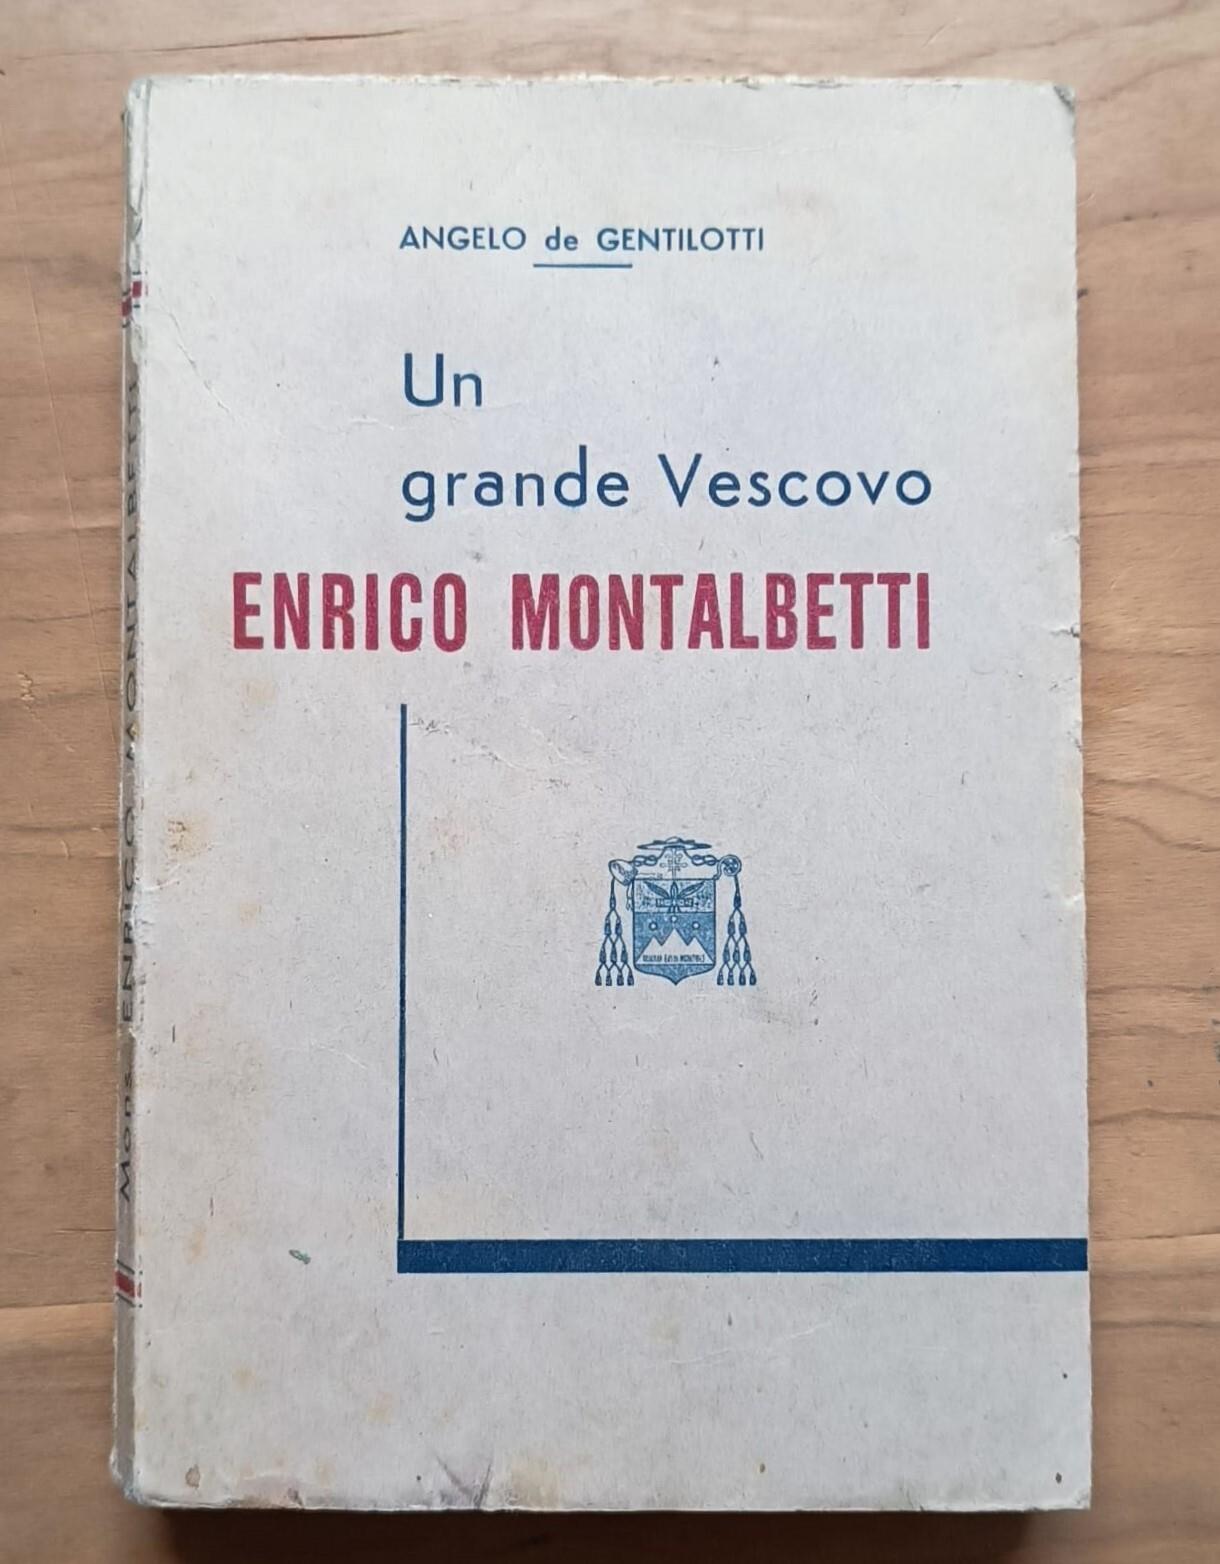 ANGELO de GENTILOTTI
Un
grande Vescovo
ENRICO MONTALBETTI
Mons. ENRICO MONTALBETTI